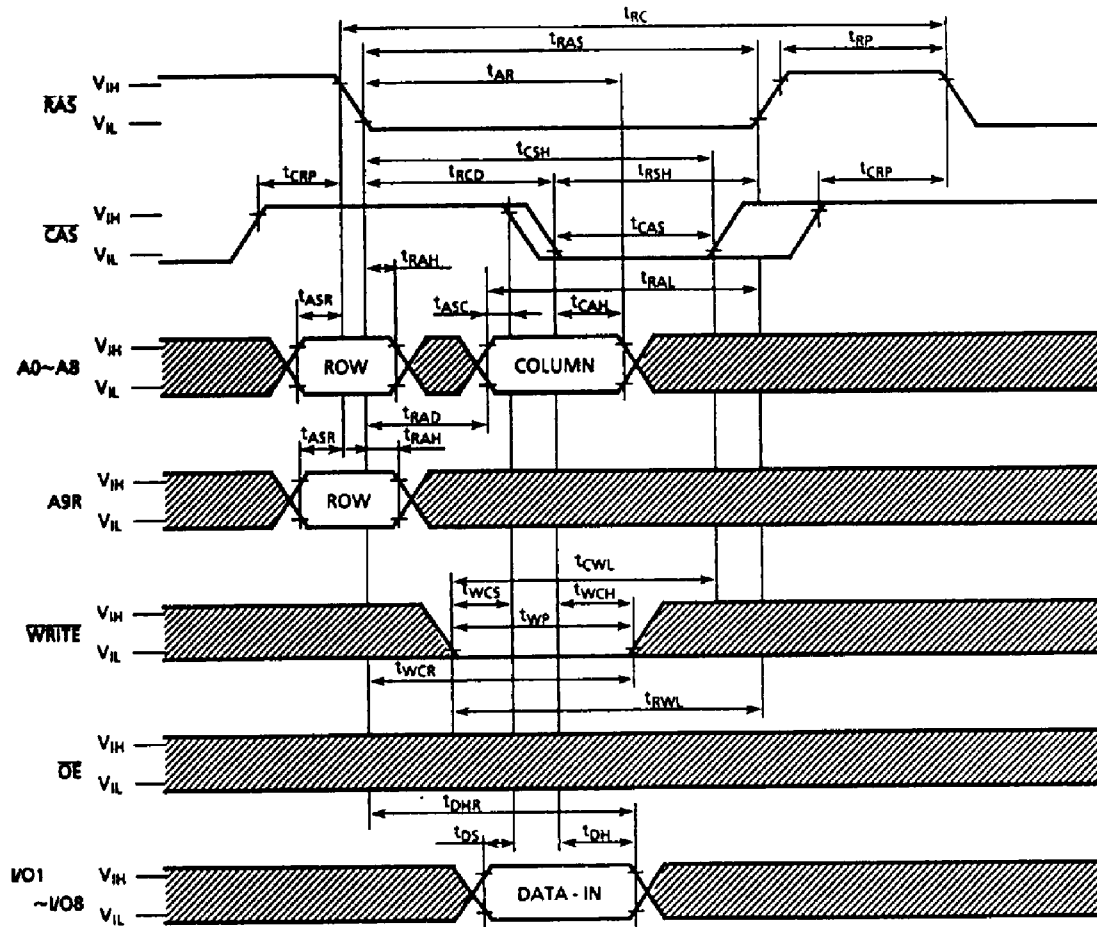 tRC
tRAS
tRP
tAR
VIH
RAS
VIL
tCSH
tCRP
tRCD
tRSH
tCRP
VIH
CAS
tCAS
VIL
tRAH
tRAL
tASR
tASC
tCAH
VIH
A0~A8
ROW
COLUMN
VIL
tRAD
tASR
tRAH
VIH
A9R
ROW
VIL
tCWL
tWCS
tWCH
VIH
WRITE
tWP
VIL
tWCR
tRWL
VIH
OE
VIL
tDHR
tDS
tDH
I/O1
VIH
~I/O8
DATA - IN
VIL